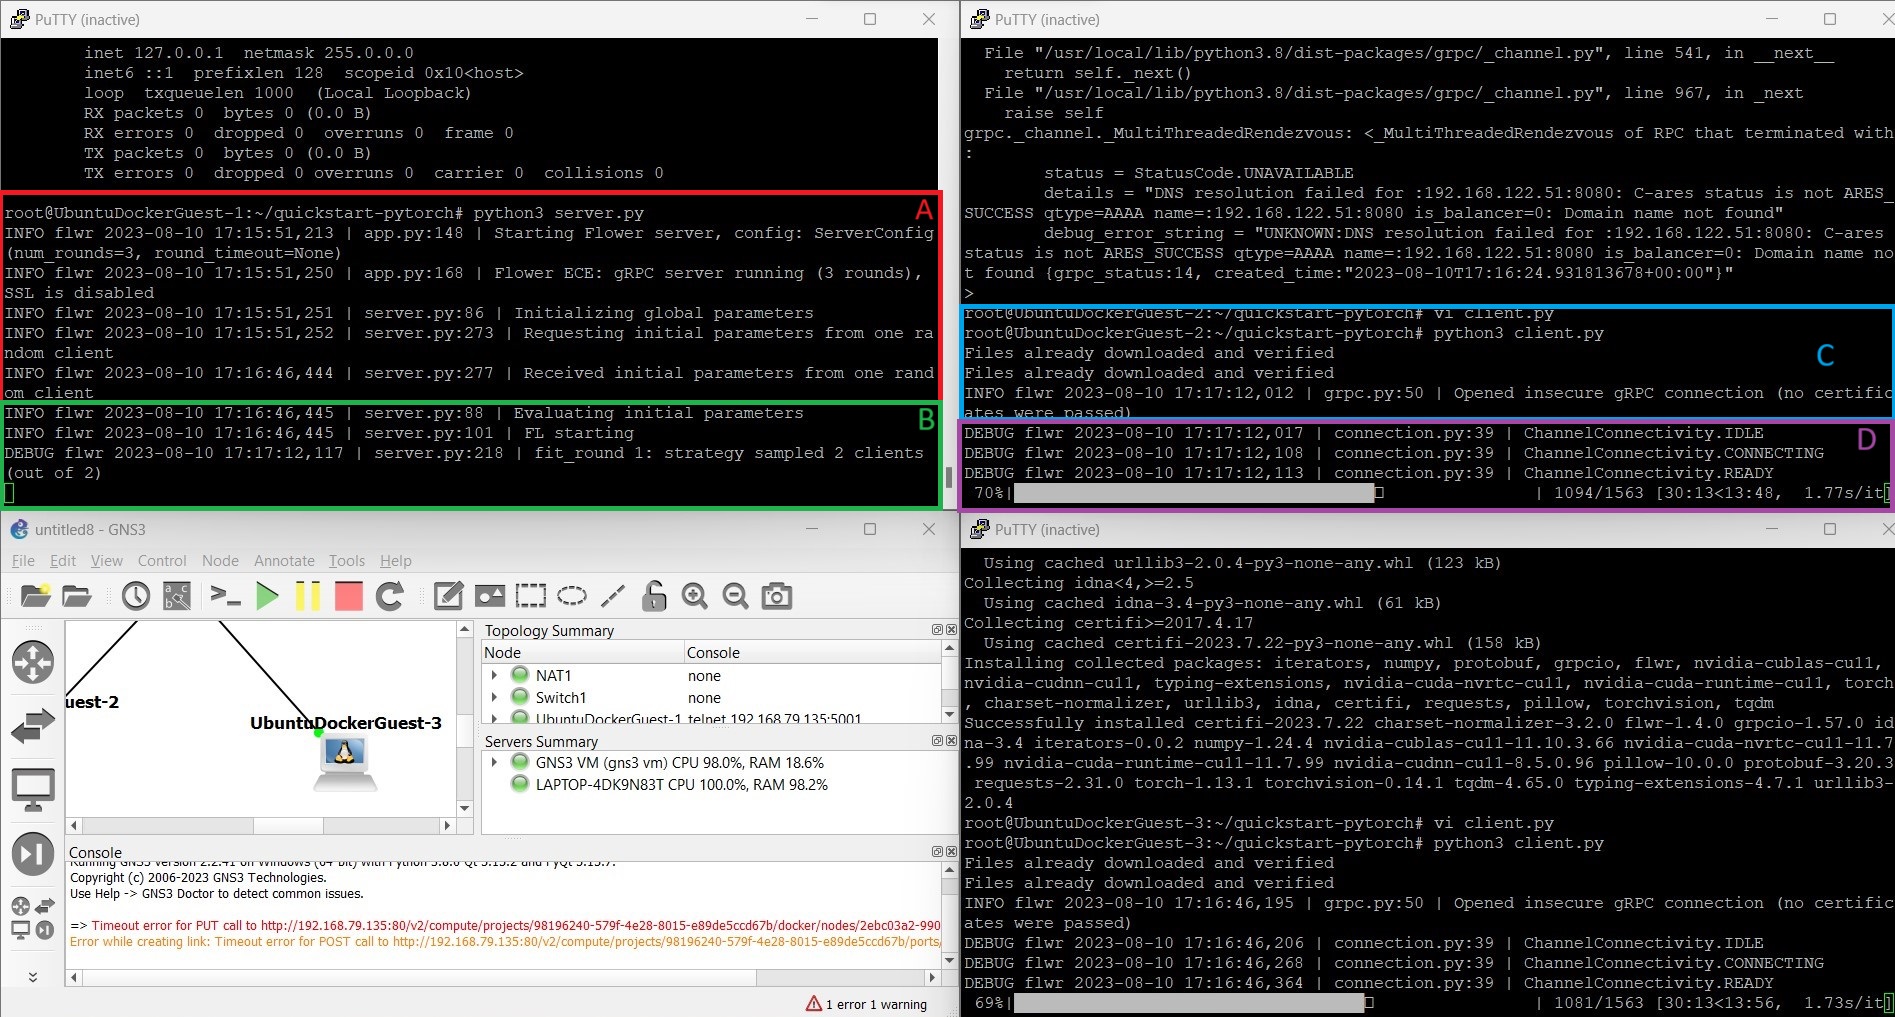 PuTTY (inactive)
inet 127.0.0.1 netmask 255.0.0.0
inet6 ::1 prefixlen 128 scopeid 0x10<host>
loop txqueuelen 1000 (Local Loopback)
RX packets 0 bytes 0 (0.0 B)
RX errors 0 dropped 0 overruns 0 frame 0
TX packets 0 bytes 0 (0.0 B)
TX errors 0 dropped 0 overruns 0 carrier 0 collisions 0
A
root@UbuntuDockerGuest-1:~/quickstart-pytorch# python3 server.py
INFO flwr 2023-08-10 17:15:51,213 | app.py:148 | Starting Flower server, config: ServerConfig
(num_rounds=3, round_timeout=None)
INFO flwr 2023-08-10 17:15:51,250 | app.py:168 | Flower ECE: gRPC server running (3 rounds),
SSL is disabled
INFO flwr 2023-08-10 17:15:51,251 | server.py:86 | Initializing global parameters
INFO flwr 2023-08-10 17:15:51,252 | server.py:273 | Requesting initial parameters from one ra
ndom client
INFO flwr 2023-08-10 17:16:46,444 | server.py:277 | Received initial parameters from one rand
om client
INFO flwr 2023-08-10 17:16:46,445 | server.py:88 | Evaluating initial parameters
B
INFO flwr 2023-08-10 17:16:46,445 | server.py:101 | FL starting
DEBUG flwr 2023-08-10 17:17:12,117 | server.py:218 | fit_round 1: strategy sampled 2 clients
(out of 2)
PuTTY (inactive)
File "/usr/local/lib/python3.8/dist-packages/grpc/_channel.py", line 541, in __next__
return self._next()
File "/usr/local/lib/python3.8/dist-packages/grpc/_channel.py", line 967, in _next
raise self
grpc._channel._MultiThreadedRendezvous: <_MultiThreadedRendezvous of RPC that terminated with
:
status = StatusCode.UNAVAILABLE
details = "DNS resolution failed for :192.168.122.51:8080: C-ares status is not ARES_
SUCCESS qtype=AAAA name=:192.168.122.51:8080 is_balancer=0: Domain name not found"
debug_error_string = "UNKNOWN:DNS resolution failed for :192.168.122.51:8080: C-ares
status is not ARES_SUCCESS qtype=AAAA name=:192.168.122.51:8080 is_balancer=0: Domain name no
t found {grpc_status:14, created_time:"2023-08-10T17:16:24.931813678+00:00"}"
>
root@UbuntuDockerGuest-2:~/quickstart-pytorch# vi client.py
root@UbuntuDockerGuest-2:~/quickstart-pytorch# python3 client.py
Files already downloaded and verified
C
Files already downloaded and verified
INFO flwr 2023-08-10 17:17:12,012 | grpc.py:50 | Opened insecure gRPC connection (no certific
ates were passed)
DEBUG flwr 2023-08-10 17:17:12,017 | connection.py:39 | ChannelConnectivity.IDLE
D
DEBUG flwr 2023-08-10 17:17:12,108 | connection.py:39 | ChannelConnectivity.CONNECTING
DEBUG flwr 2023-08-10 17:17:12,113 | connection.py:39 | ChannelConnectivity.READY
70%| | 1094/1563 [30:13<13:48, 1.77s/it]
untitled8 - GNS3
File Edit View Control Node Annotate Tools Help
uest-2
UbuntuDockerGuest-3
Topology Summary
Node Console
NAT1 none
Switch1 none
UbuntuDockerGuest-1 telnet 192.168.79.135:5001
Servers Summary
GNS3 VM (gns3 vm) CPU 98.0%, RAM 18.6%
LAPTOP-4DK9N83T CPU 100.0%, RAM 98.2%
Console
Running GNS3 version 2.2.41 on Windows (64-bit) with Python 3.8.0 Qt 5.15.2 and PyQt 5.15.7.
Copyright (c) 2006-2023 GNS3 Technologies.
Use Help -> GNS3 Doctor to detect common issues.
=> Timeout error for PUT call to http://192.168.79.135:80/v2/compute/projects/98196240-579f-4e28-8015-e89de5ccd67b/docker/nodes/2ebc03a2-990
Error while creating link: Timeout error for POST call to http://192.168.79.135:80/v2/compute/projects/98196240-579f-4e28-8015-e89de5ccd67b/ports/
1 error 1 warning
PuTTY (inactive)
Using cached urllib3-2.0.4-py3-none-any.whl (123 kB)
Collecting idna<4,>=2.5
Using cached idna-3.4-py3-none-any.whl (61 kB)
Collecting certifi>=2017.4.17
Using cached certifi-2023.7.22-py3-none-any.whl (158 kB)
Installing collected packages: iterators, numpy, protobuf, grpcio, flwr, nvidia-cublas-cu11,
nvidia-cudnn-cu11, typing-extensions, nvidia-cuda-nvrtc-cu11, nvidia-cuda-runtime-cu11, torch
, charset-normalizer, urllib3, idna, certifi, requests, pillow, torchvision, tqdm
Successfully installed certifi-2023.7.22 charset-normalizer-3.2.0 flwr-1.4.0 grpcio-1.57.0 id
na-3.4 iterators-0.0.2 numpy-1.24.4 nvidia-cublas-cu11-11.10.3.66 nvidia-cuda-nvrtc-cu11-11.7
.99 nvidia-cuda-runtime-cu11-11.7.99 nvidia-cudnn-cu11-8.5.0.96 pillow-10.0.0 protobuf-3.20.3
requests-2.31.0 torch-1.13.1 torchvision-0.14.1 tqdm-4.65.0 typing-extensions-4.7.1 urllib3-
2.0.4
root@UbuntuDockerGuest-3:~/quickstart-pytorch# vi client.py
root@UbuntuDockerGuest-3:~/quickstart-pytorch# python3 client.py
Files already downloaded and verified
Files already downloaded and verified
INFO flwr 2023-08-10 17:16:46,195 | grpc.py:50 | Opened insecure gRPC connection (no certific
ates were passed)
DEBUG flwr 2023-08-10 17:16:46,206 | connection.py:39 | ChannelConnectivity.IDLE
DEBUG flwr 2023-08-10 17:16:46,268 | connection.py:39 | ChannelConnectivity.CONNECTING
DEBUG flwr 2023-08-10 17:16:46,364 | connection.py:39 | ChannelConnectivity.READY
69%| | 1081/1563 [30:13<13:56, 1.73s/it]